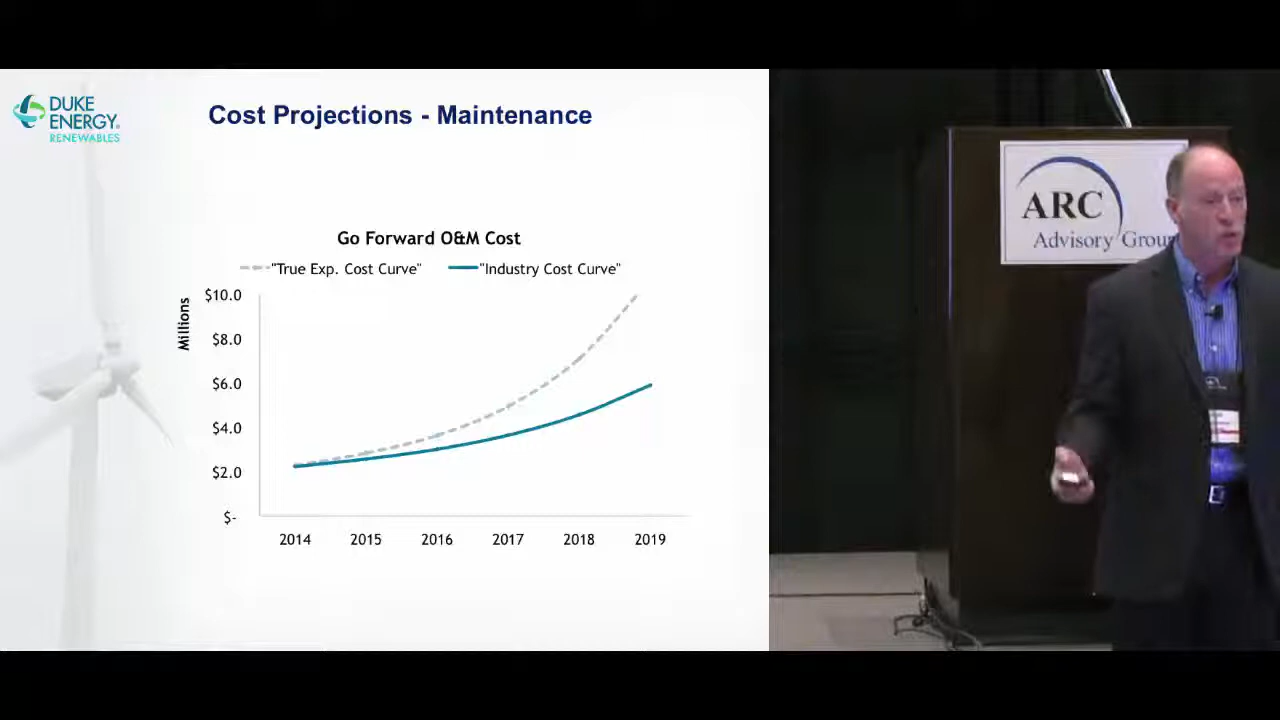 DUKE
ENERGY®
RENEWABLES
Cost Projections - Maintenance
Go Forward O&M Cost
"True Exp. Cost Curve" "Industry Cost Curve"
Millions
$10.0
$8.0
$6.0
$4.0
$2.0
$-
2014 2015 2016 2017 2018 2019
ARC
Advisory Group